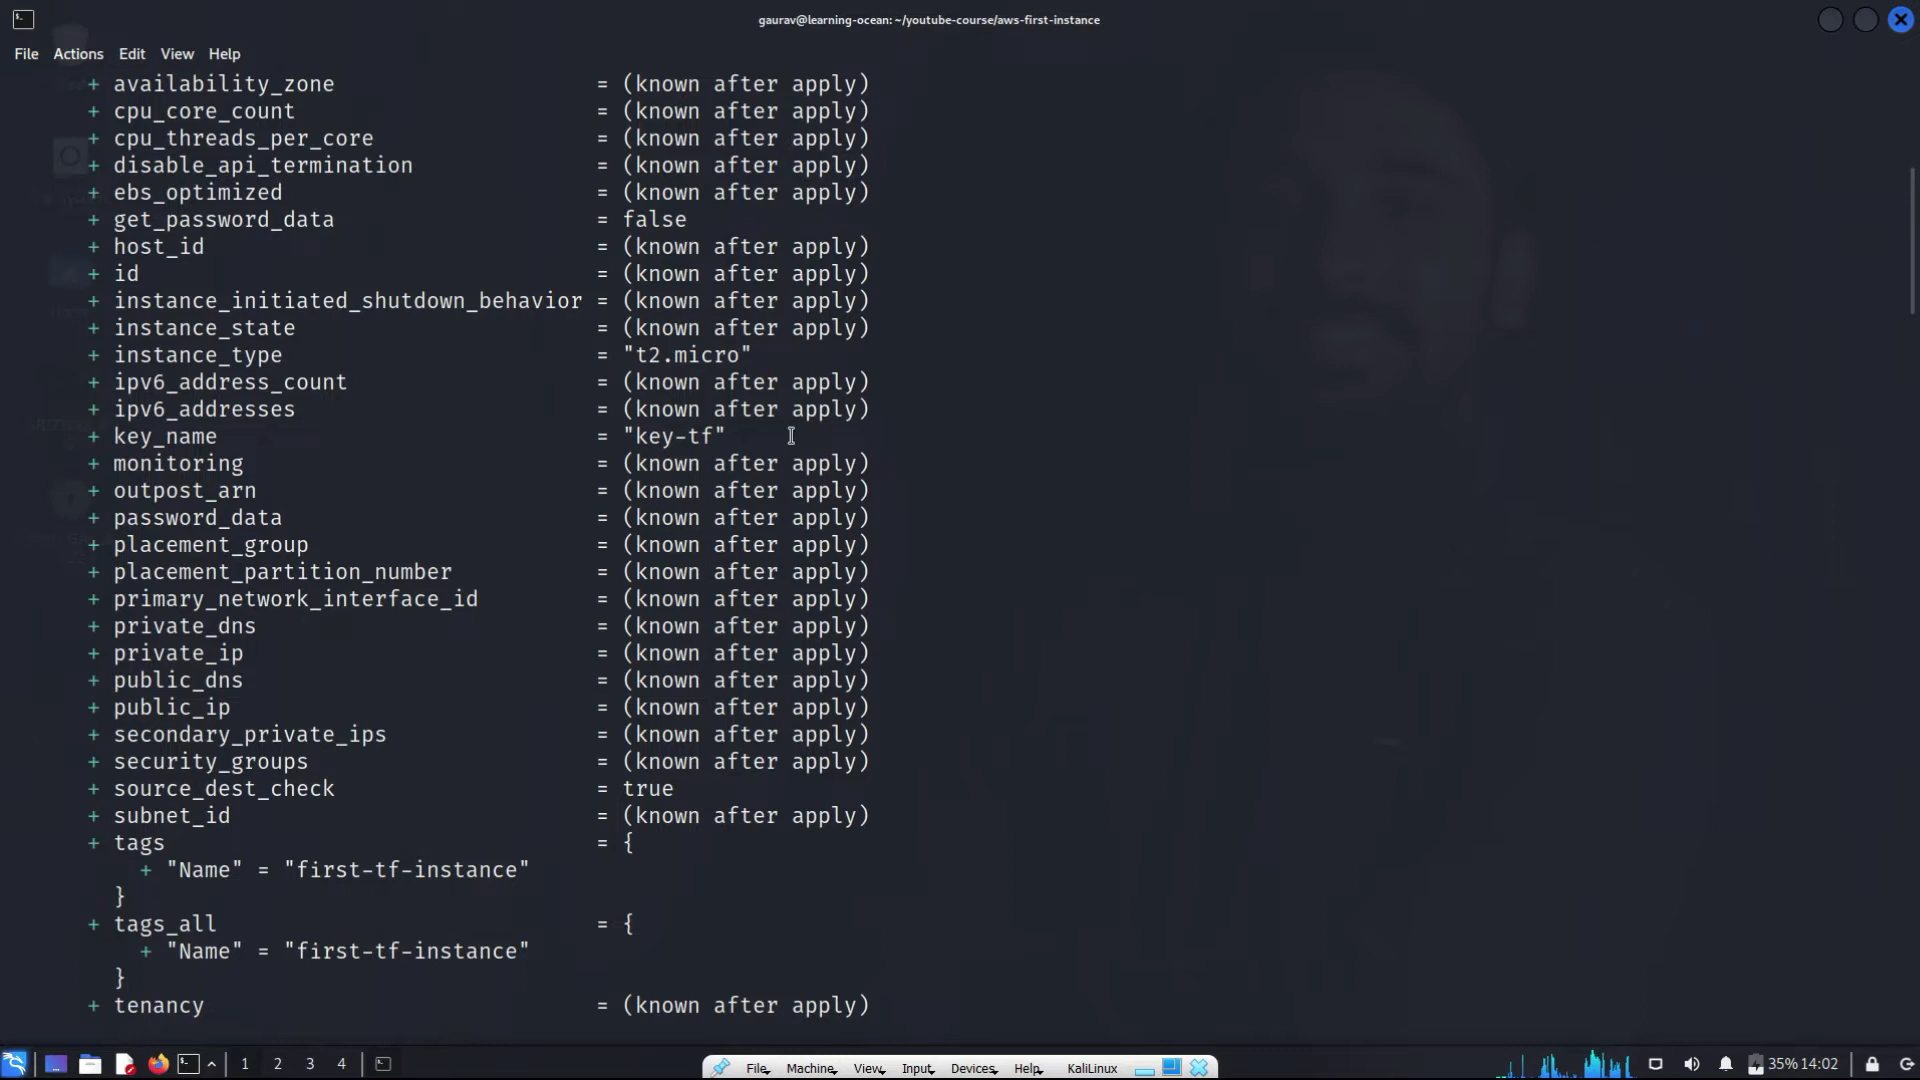 gaurav@learning-ocean: ~/youtube-course/aws-first-instance
File Actions Edit View Help
+ availability_zone = (known after apply)
+ cpu_core_count = (known after apply)
+ cpu_threads_per_core = (known after apply)
+ disable_api_termination = (known after apply)
+ ebs_optimized = (known after apply)
+ get_password_data = false
+ host_id = (known after apply)
+ id = (known after apply)
+ instance_initiated_shutdown_behavior = (known after apply)
+ instance_state = (known after apply)
+ instance_type = "t2.micro"
+ ipv6_address_count = (known after apply)
+ ipv6_addresses = (known after apply)
+ key_name = "key-tf"
+ monitoring = (known after apply)
+ outpost_arn = (known after apply)
+ password_data = (known after apply)
+ placement_group = (known after apply)
+ placement_partition_number = (known after apply)
+ primary_network_interface_id = (known after apply)
+ private_dns = (known after apply)
+ private_ip = (known after apply)
+ public_dns = (known after apply)
+ public_ip = (known after apply)
+ secondary_private_ips = (known after apply)
+ security_groups = (known after apply)
+ source_dest_check = true
+ subnet_id = (known after apply)
+ tags = {
+ "Name" = "first-tf-instance"
}
+ tags_all = {
+ "Name" = "first-tf-instance"
}
+ tenancy = (known after apply)
1 2 3 4
File Machine View Input Devices Help KaliLinux
35% 14:02